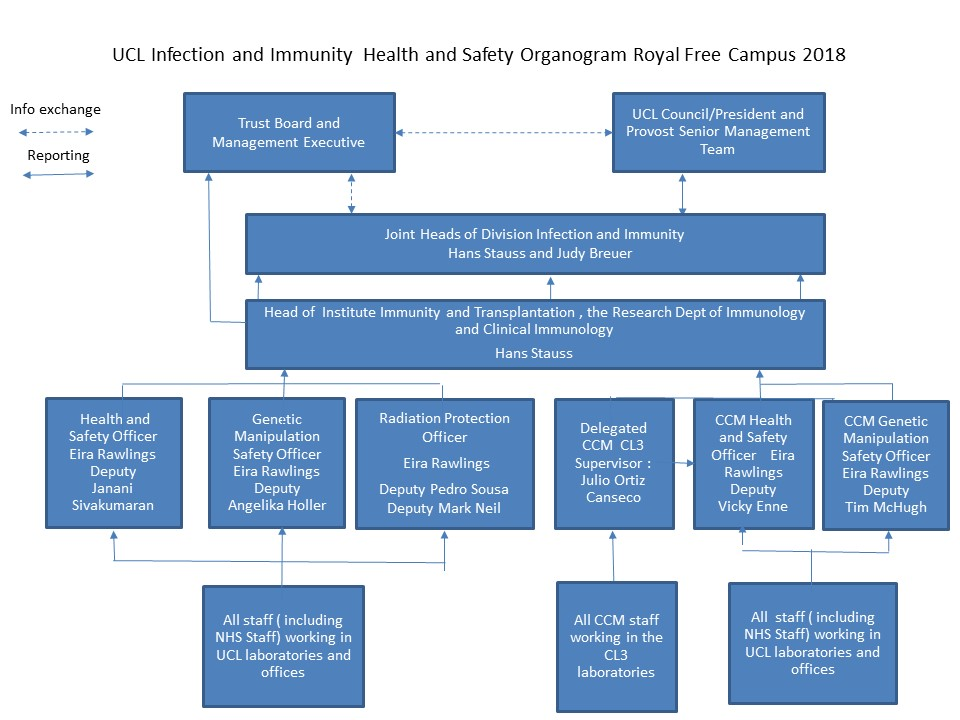 UCL Infection and Immunity Health and Safety Organogram Royal Free Campus 2018
Info exchange
Reporting
Trust Board and
Management Executive
UCL Council/President and
Provost Senior Management
Team
Joint Heads of Division Infection and Immunity
Hans Stauss and Judy Breuer
Head of Institute Immunity and Transplantation , the Research Dept of Immunology
and Clinical Immunology
Hans Stauss
Health and
Safety Officer
Eira Rawlings
Deputy
Janani
Sivakumaran
Genetic
Manipulation
Safety Officer
Eira Rawlings
Deputy
Angelika Holler
Radiation Protection
Officer
Eira Rawlings
Deputy Pedro Sousa
Deputy Mark Neil
Delegated
CCM CL3
Supervisor :
Julio Ortiz
Canseco
CCM Health
and Safety
Officer Eira
Rawlings
Deputy
Vicky Enne
CCM Genetic
Manipulation
Safety Officer
Eira Rawlings
Deputy
Tim McHugh
All staff ( including
NHS Staff) working in
UCL laboratories and
offices
All CCM staff
working in the
CL3
laboratories
All staff ( including
NHS Staff) working in
UCL laboratories and
offices